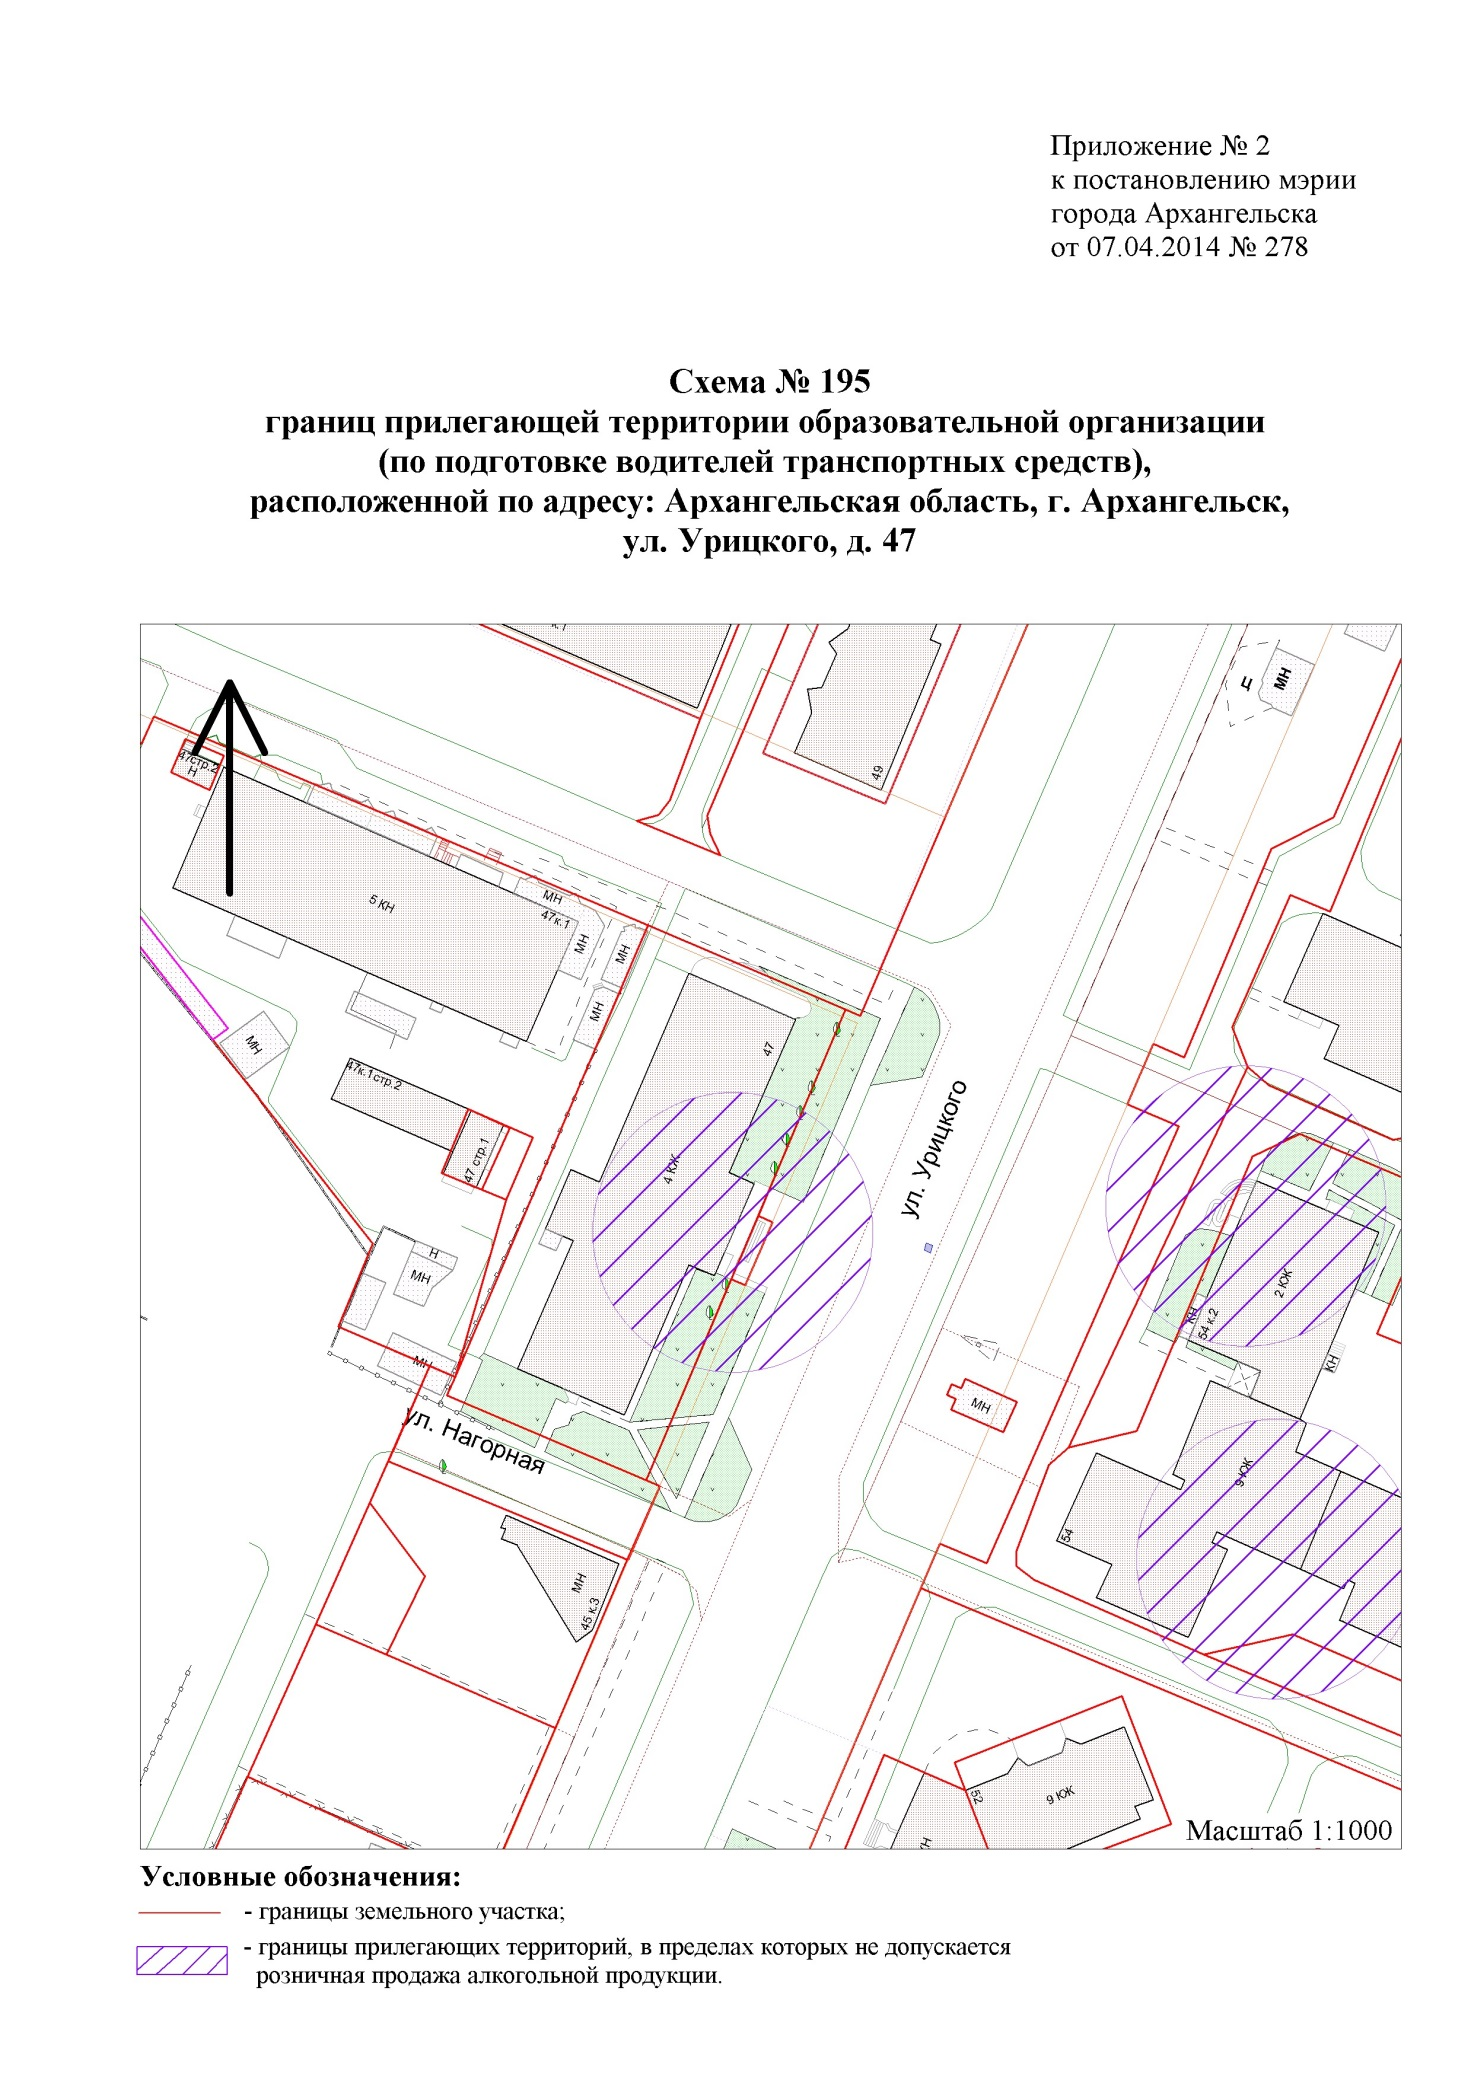 Приложение № 2
к постановлению мэрии
города Архангельска
от 07.04.2014 № 278
Схема № 195
границ прилегающей территории образовательной организации
(по подготовке водителей транспортных средств),
расположенной по адресу: Архангельская область, г. Архангельск,
ул. Урицкого, д. 47
МН
49
47стр.2
Н
5 КН
МН
47к.1
МН
МН
МН
МН
47
47к.1стр.2
47 стр.1
4 КЖ
ул. Урицкого
2 КЖ
КН
54 к.2
КН
Н
МН
МН
МН
ул. Нагорная
9 КЖ
54
МН
45 к.3
52
9 КЖ
КН
Масштаб 1:1000
Условные обозначения:
- границы земельного участка;
- границы прилегающих территорий, в пределах которых не допускается
розничная продажа алкогольной продукции.